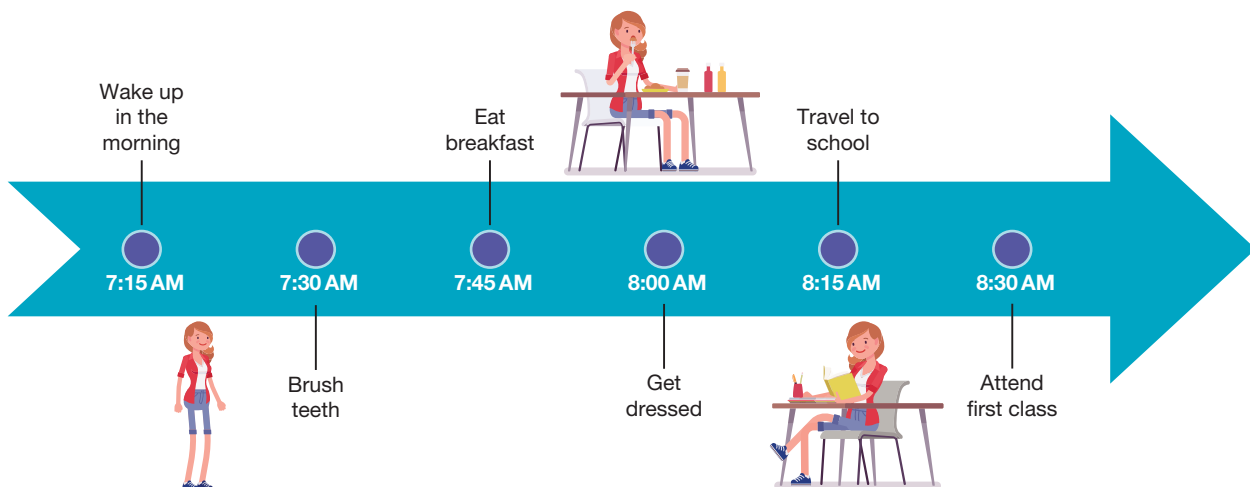 Wake up
in the
morning
Eat
breakfast
Travel to
school
7:15 AM
7:30 AM
7:45 AM
8:00 AM
8:15 AM
8:30 AM
Brush
teeth
Get
dressed
Attend
first class